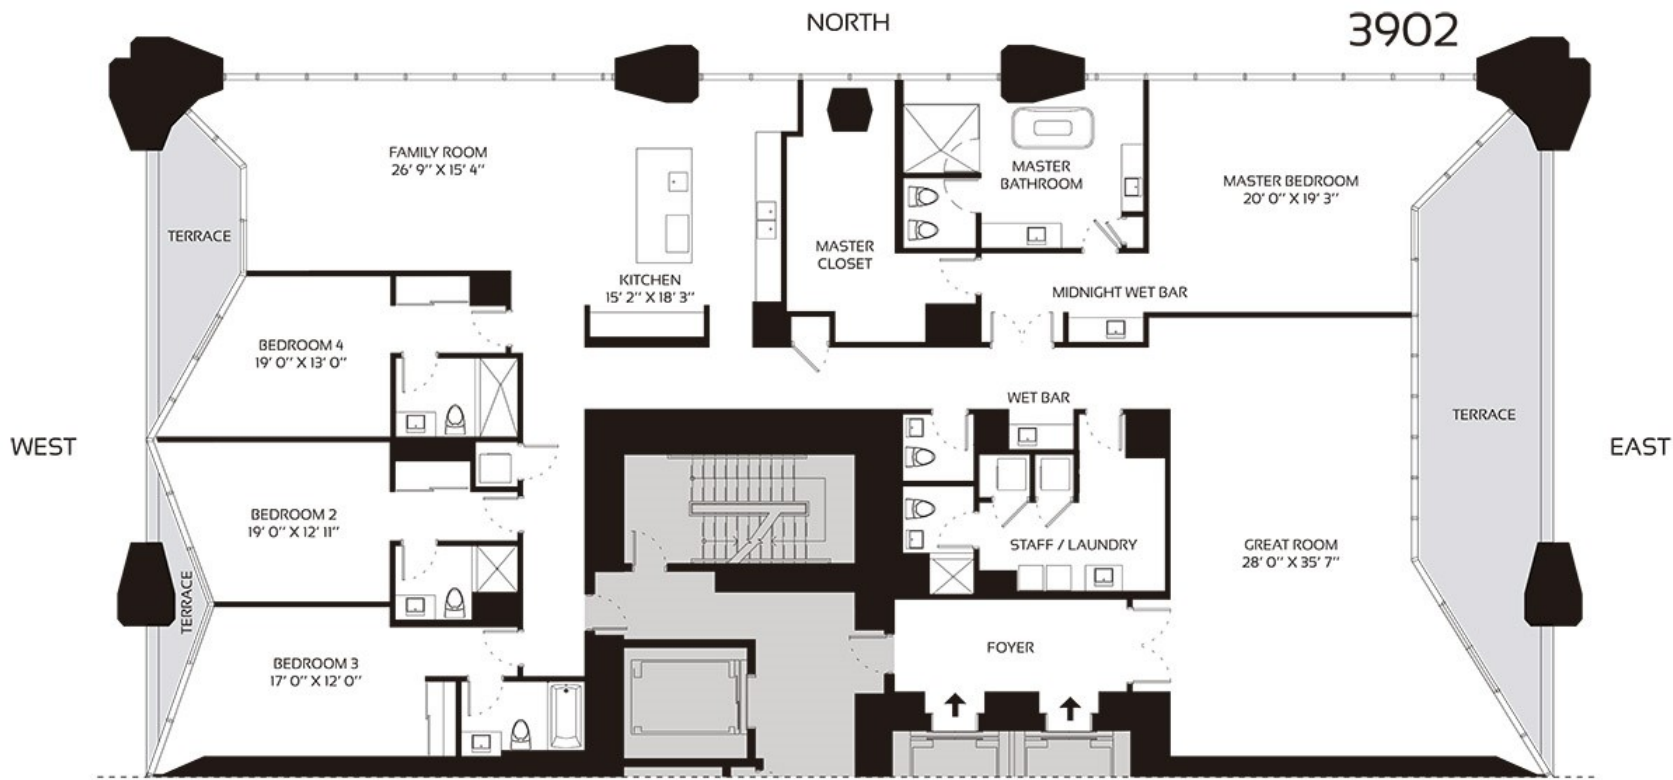 NORTH
3902
FAMILY ROOM
26' 9'' X 15' 4''
MASTER
BATHROOM
MASTER BEDROOM
20' 0'' X 19' 3''
TERRACE
MASTER
CLOSET
KITCHEN
15' 2'' X 18' 3''
MIDNIGHT WET BAR
BEDROOM 4
19' 0'' X 13' 0''
WET BAR
TERRACE
WEST
EAST
BEDROOM 2
19' 0'' X 12' 11''
STAFF / LAUNDRY
GREAT ROOM
28' 0'' X 35' 7''
TERRACE
FOYER
BEDROOM 3
17' 0'' X 12' 0''